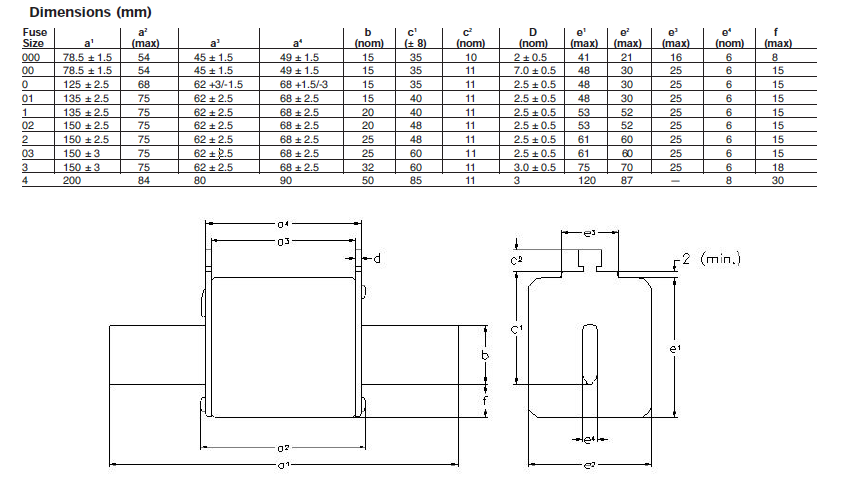 Dimensions (mm)
Fuse Size a¹ a² (max) a³ a⁴ b (nom) c¹ (± 8) c² (nom) D (nom) e¹ (max) e² (max) e³ (max) e⁴ (nom) f (max)
000 78.5 ± 1.5 54 45 ± 1.5 49 ± 1.5 15 35 10 2 ± 0.5 41 21 16 6 8
00 78.5 ± 1.5 54 45 ± 1.5 49 ± 1.5 15 35 11 7.0 ± 0.5 48 30 25 6 15
0 125 ± 2.5 68 62 +3/-1.5 68 +1.5/-3 15 35 11 2.5 ± 0.5 48 30 25 6 15
01 135 ± 2.5 75 62 ± 2.5 68 ± 2.5 15 40 11 2.5 ± 0.5 48 30 25 6 15
1 135 ± 2.5 75 62 ± 2.5 68 ± 2.5 20 40 11 2.5 ± 0.5 53 52 25 6 15
02 150 ± 2.5 75 62 ± 2.5 68 ± 2.5 20 48 11 2.5 ± 0.5 53 52 25 6 15
2 150 ± 2.5 75 62 ± 2.5 68 ± 2.5 25 48 11 2.5 ± 0.5 61 60 25 6 15
03 150 ± 3 75 62 ± 2.5 68 ± 2.5 25 60 11 2.5 ± 0.5 61 60 25 6 15
3 150 ± 3 75 62 ± 2.5 68 ± 2.5 32 60 11 3.0 ± 0.5 75 70 25 6 18
4 200 84 80 90 50 85 11 3 120 87 — 8 30
a4
a3
d
b
f
a2
a1
e3
c2
2 (min.)
c1
e1
e4
e2